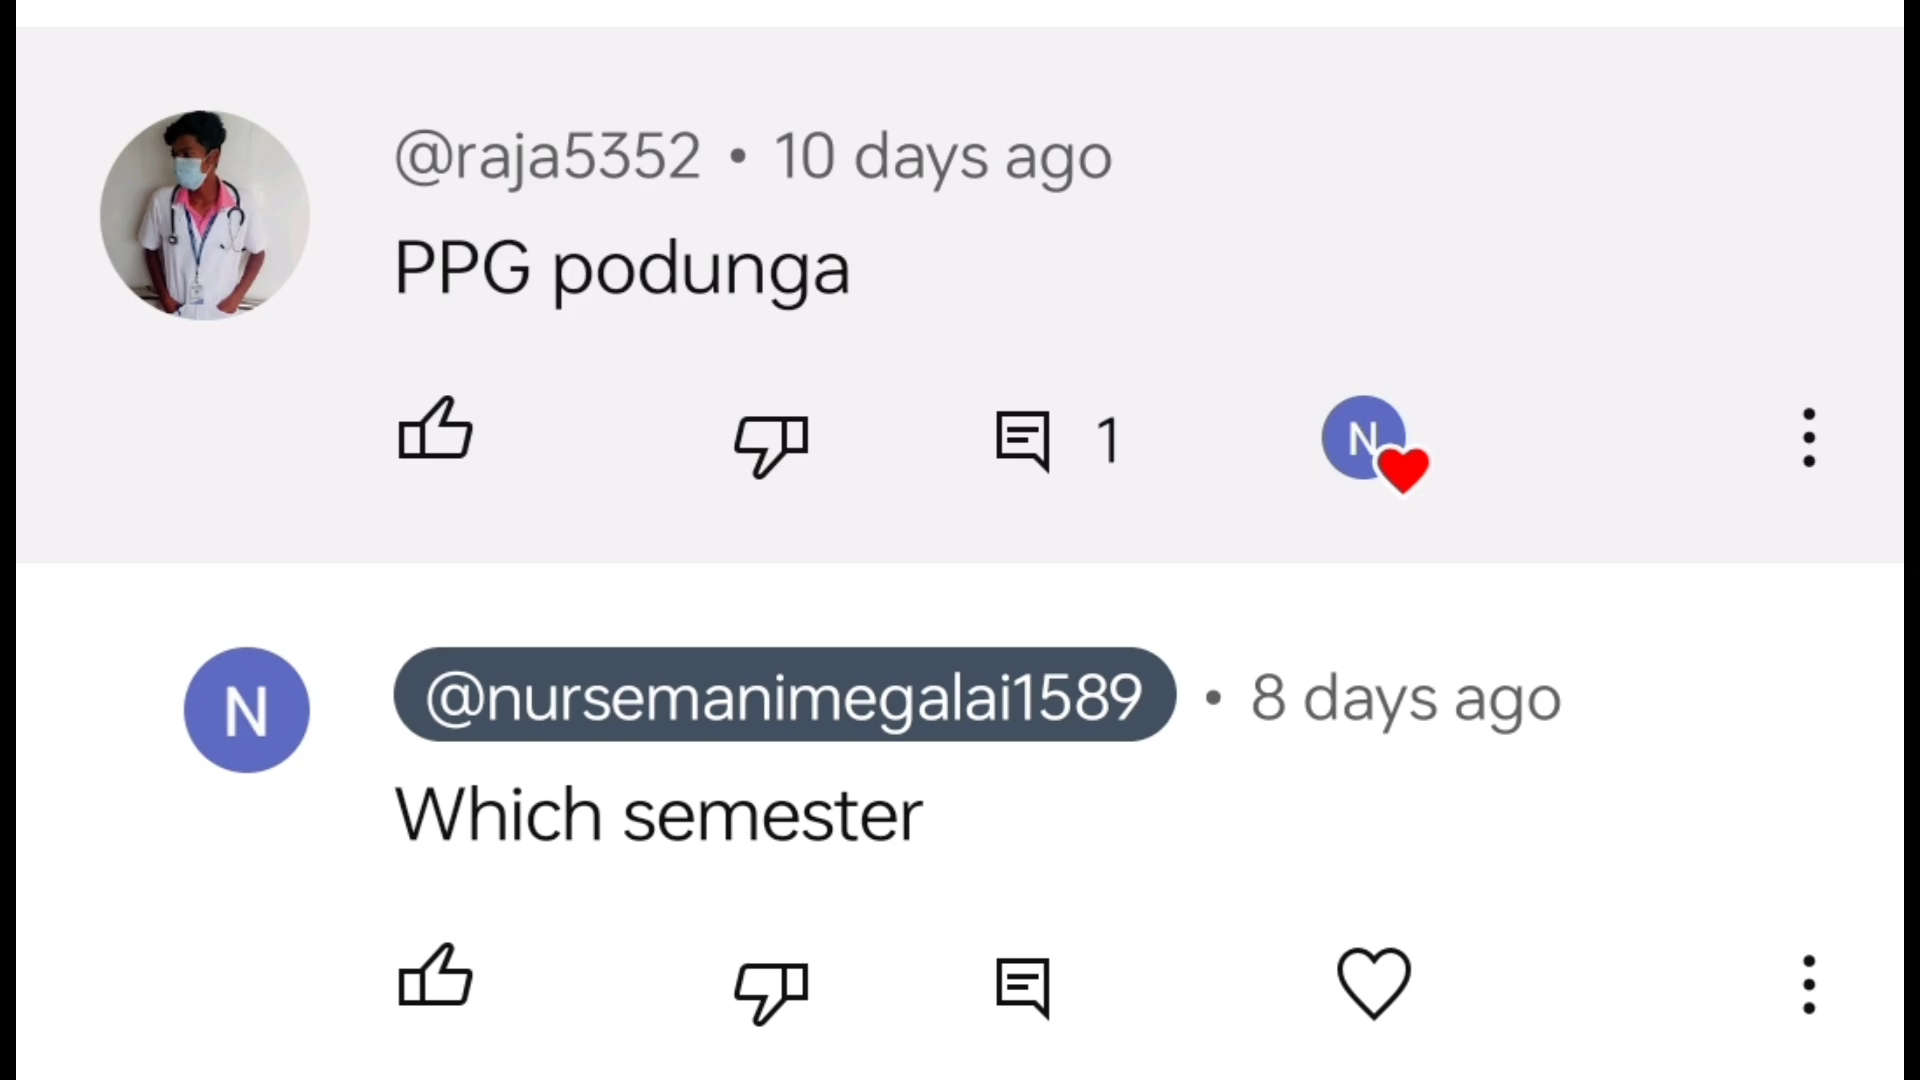 @raja5352 • 10 days ago
PPG podunga
1
N
N
@nursemanimegalai1589 • 8 days ago
Which semester